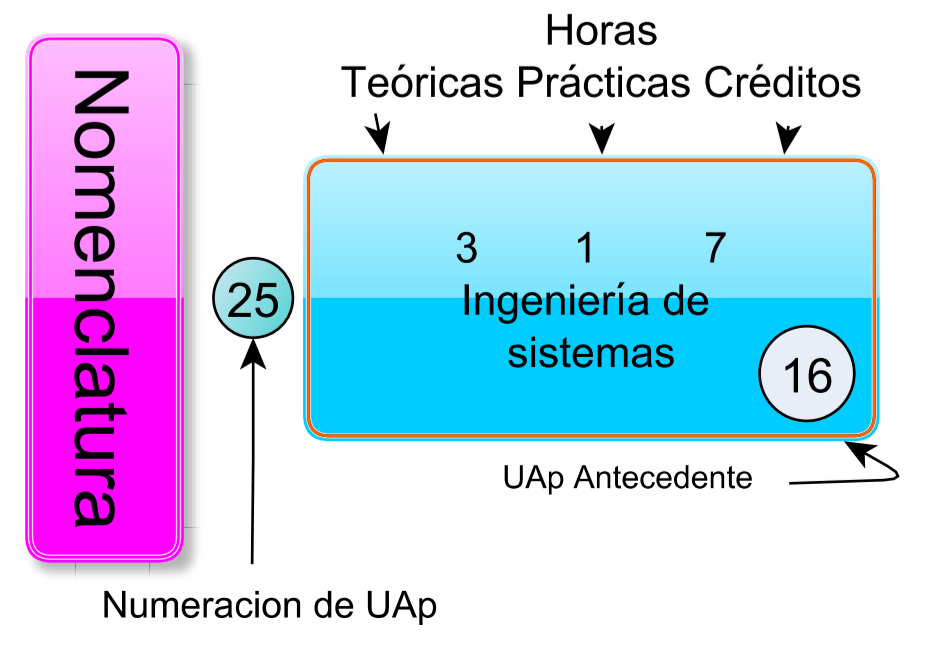 Nomenclatura
Horas
Teóricas Prácticas Créditos
3 1 7
Ingeniería de
sistemas
25
16
UAp Antecedente
Numeracion de UAp